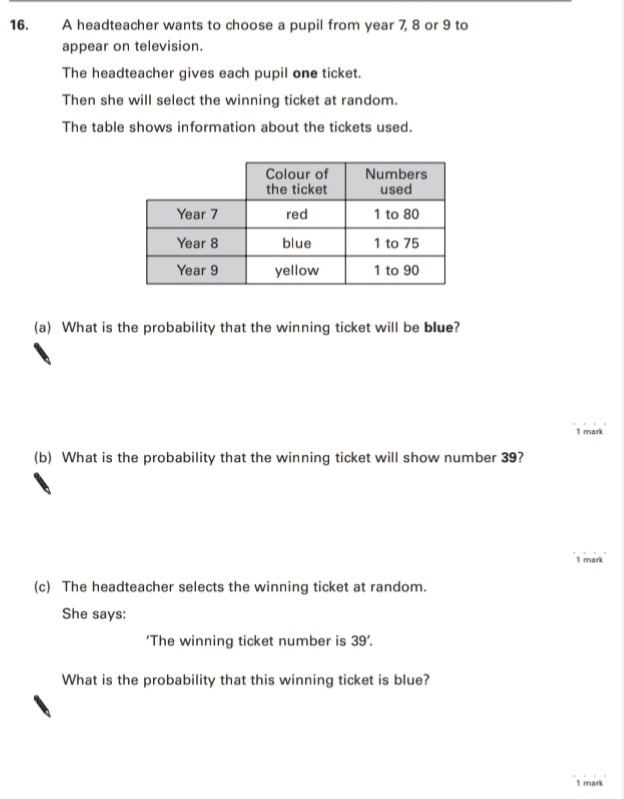 16. A headteacher wants to choose a pupil from year 7, 8 or 9 to
appear on television.
The headteacher gives each pupil one ticket.
Then she will select the winning ticket at random.
The table shows information about the tickets used.
Colour of the ticket Numbers used
Year 7 red 1 to 80
Year 8 blue 1 to 75
Year 9 yellow 1 to 90
(a) What is the probability that the winning ticket will be blue?
1 mark
(b) What is the probability that the winning ticket will show number 39?
1 mark
(c) The headteacher selects the winning ticket at random.
She says:
‘The winning ticket number is 39’.
What is the probability that this winning ticket is blue?
1 mark